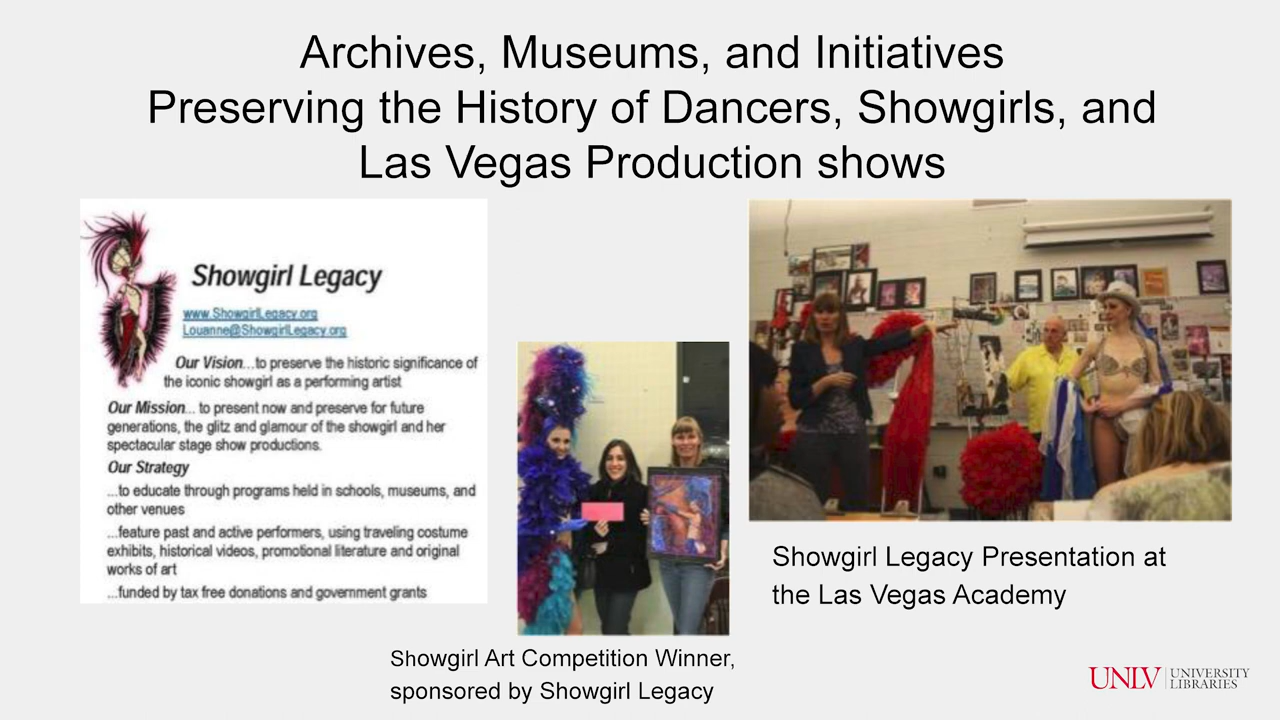 Archives, Museums, and Initiatives
Preserving the History of Dancers, Showgirls, and
Las Vegas Production shows
Showgirl Legacy
www.ShowgirlLegacy.org
Louanne@ShowgirlLegacy.org
Our Vision...to preserve the historic significance of
the iconic showgirl as a performing artist
Our Mission... to present now and preserve for future
generations, the glitz and glamour of the showgirl and her
spectacular stage show productions.
Our Strategy
...to educate through programs held in schools, museums, and
other venues
...feature past and active performers, using traveling costume
exhibits, historical videos, promotional literature and original
works of art
...funded by tax free donations and government grants
Showgirl Legacy Presentation at
the Las Vegas Academy
Showgirl Art Competition Winner,
sponsored by Showgirl Legacy
UNLV UNIVERSITY
LIBRARIES